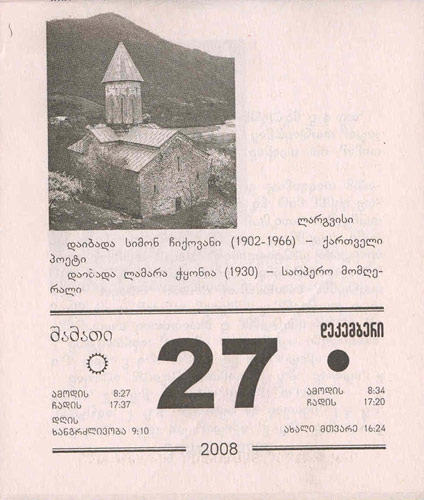 ლარგვისი
დაიბადა სიმონ ჩიქოვანი (1902-1966) – ქართველი
პოეტი
დაიბადა ლამარა ჭყონია (1930) – საოპერო მომღე-
რალი
შაბათი
27
დეკემბერი
ამოდის 8:27
ჩადის 17:37
დღის
ხანგრძლივობა 9:10
ამოდის 8:34
ჩადის 17:20
ახალი მთვარე 16:24
2008